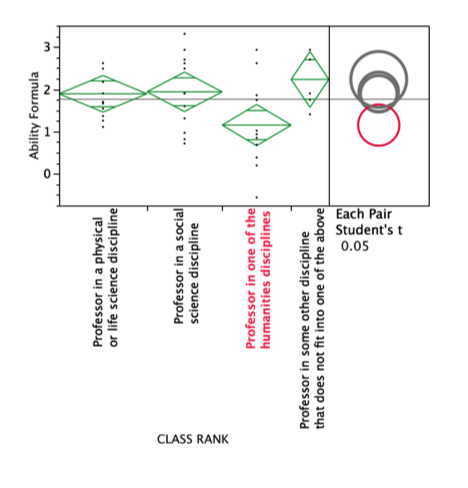 Ability Formula
3
2
1
0
Professor in a physical
or life science discipline
Professor in a social
science discipline
Professor in one of the
humanities disciplines
Professor in some other discipline
that does not fit into one of the above
Each Pair
Student's t
0.05
CLASS RANK